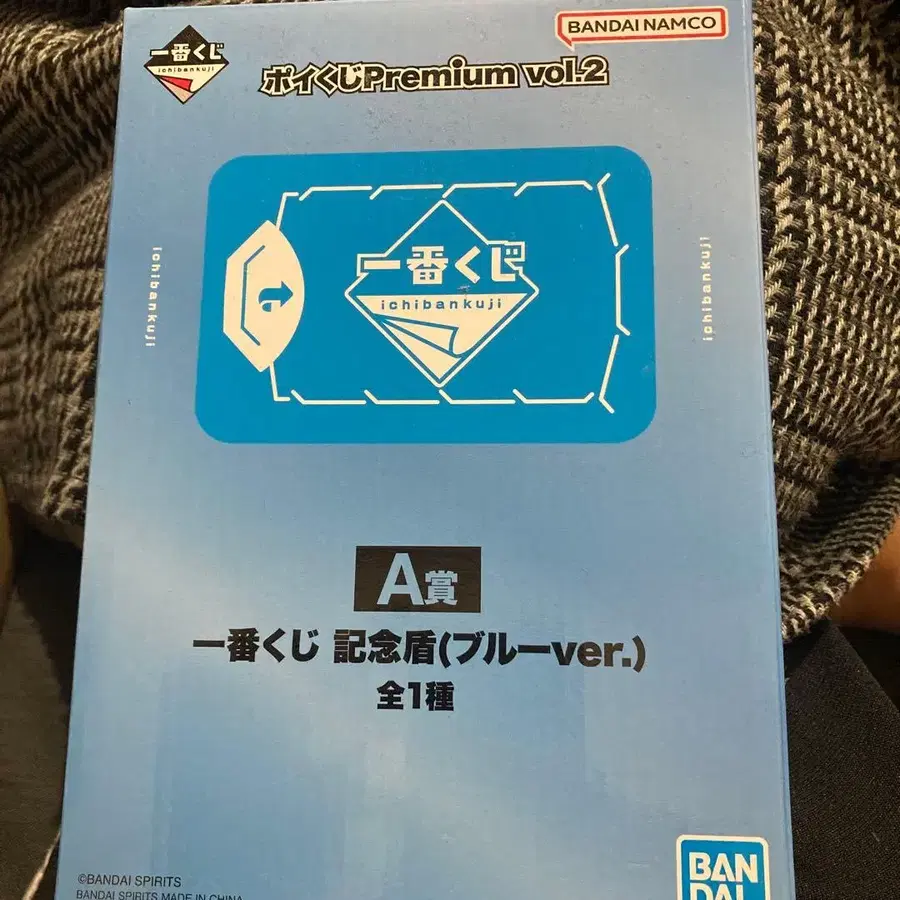 一番くじ
ichibankuji
BANDAI NAMCO
ポイくじPremium vol.2
一番くじ
ichibankuji
ichibankuji
ichibankuji
A賞
一番くじ 記念盾(ブルーver.)
全1種
©BANDAI SPIRITS
BANDAI SPIRITS MADE IN CHINA
BAN
DAI